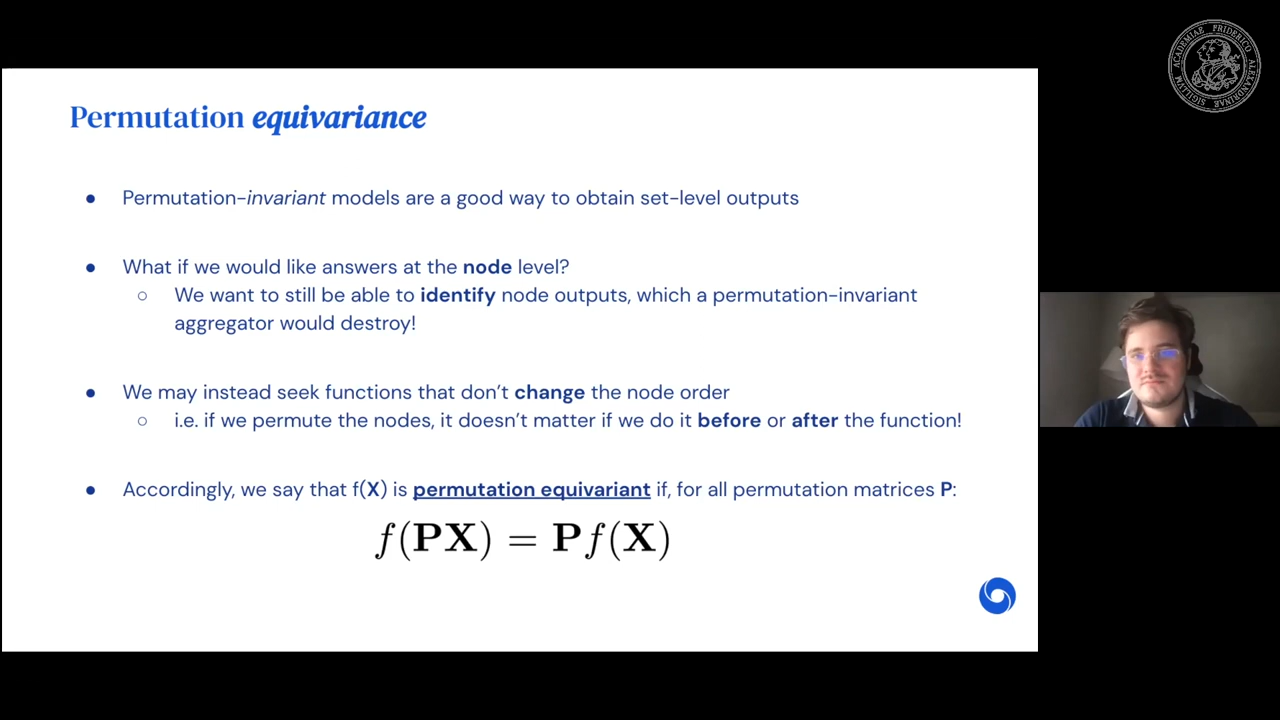 ACADEMIAE FRIDERICO ALEXANDRINAE SIGILLVM
Permutation equivariance
● Permutation-invariant models are a good way to obtain set-level outputs
● What if we would like answers at the node level?
○ We want to still be able to identify node outputs, which a permutation-invariant
aggregator would destroy!
● We may instead seek functions that don't change the node order
○ i.e. if we permute the nodes, it doesn't matter if we do it before or after the function!
● Accordingly, we say that f(X) is permutation equivariant if, for all permutation matrices P:
f(PX) = Pf(X)